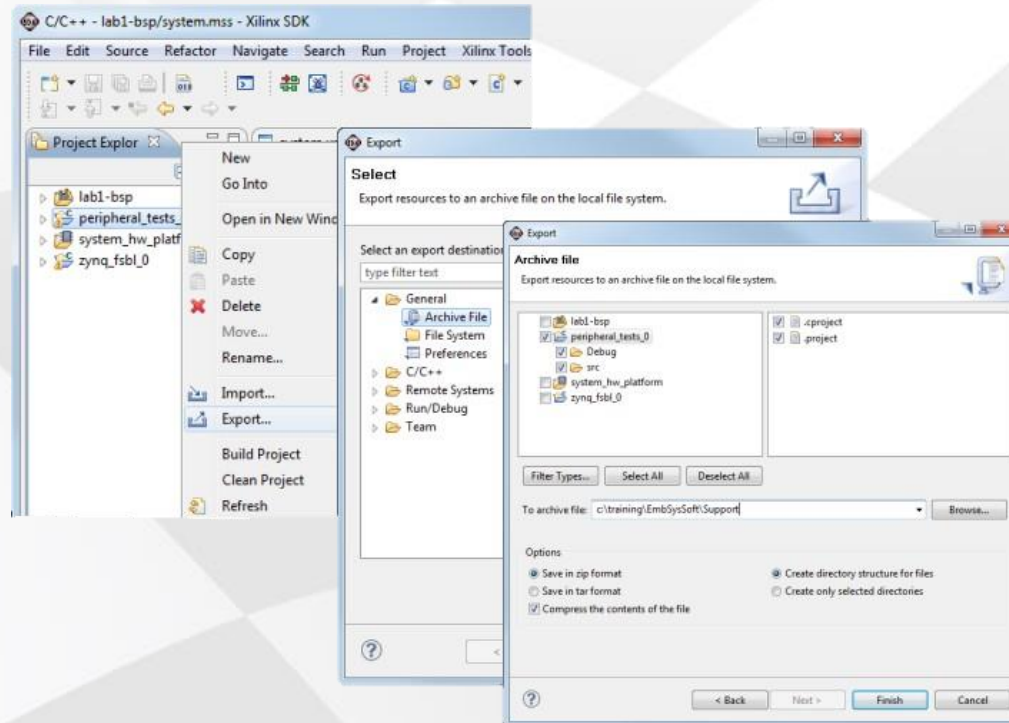 C/C++ - lab1-bsp/system.mss - Xilinx SDK
File Edit Source Refactor Navigate Search Run Project Xilinx Tools
Project Explor
lab1-bsp
peripheral_tests_
system_hw_platf
zynq_fsbl_0
New
Go Into
Open in New Wind
Copy
Paste
Delete
Move...
Rename...
Import...
Export...
Build Project
Clean Project
Refresh
Export
Select
Export resources to an archive file on the local file system.
Select an export destination
type filter text
General
Archive File
File System
Preferences
C/C++
Remote Systems
Run/Debug
Team
Export
Archive file
Export resources to an archive file on the local file system.
lab1-bsp
peripheral_tests_0
Debug
src
system_hw_platform
zynq_fsbl_0
.cproject
.project
Filter Types... Select All Deselect All
To archive file: c:\training\EmbSysSoft\Support Browse...
Options
Save in zip format
Save in tar format
Compress the contents of the file
Create directory structure for files
Create only selected directories
< Back Next > Finish Cancel